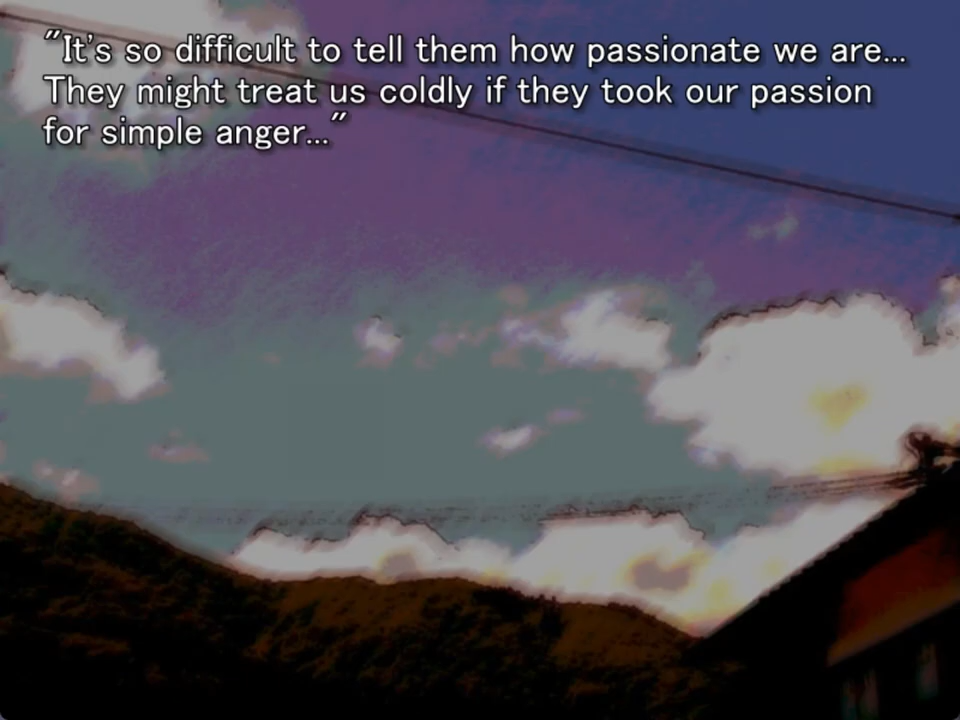 "It's so difficult to tell them how passionate we are...
They might treat us coldly if they took our passion
for simple anger..."